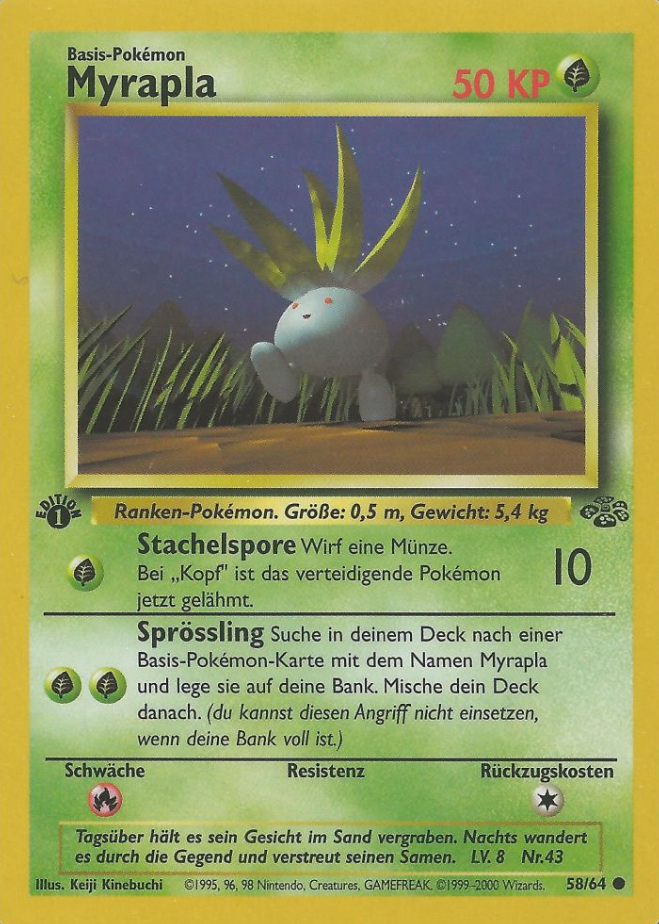 Basis-Pokémon
Myrapla
50 KP
EDITION
1
Ranken-Pokémon. Größe: 0,5 m, Gewicht: 5,4 kg
Stachelspore Wirf eine Münze.
Bei „Kopf" ist das verteidigende Pokémon
jetzt gelähmt.
10
Sprössling Suche in deinem Deck nach einer
Basis-Pokémon-Karte mit dem Namen Myrapla
und lege sie auf deine Bank. Mische dein Deck
danach. (du kannst diesen Angriff nicht einsetzen,
wenn deine Bank voll ist.)
Schwäche Resistenz Rückzugskosten
Tagsüber hält es sein Gesicht im Sand vergraben. Nachts wandert
es durch die Gegend und verstreut seinen Samen. LV. 8 Nr.43
Illus. Keiji Kinebuchi ©1995, 96, 98 Nintendo, Creatures, GAMEFREAK. ©1999-2000 Wizards. 58/64